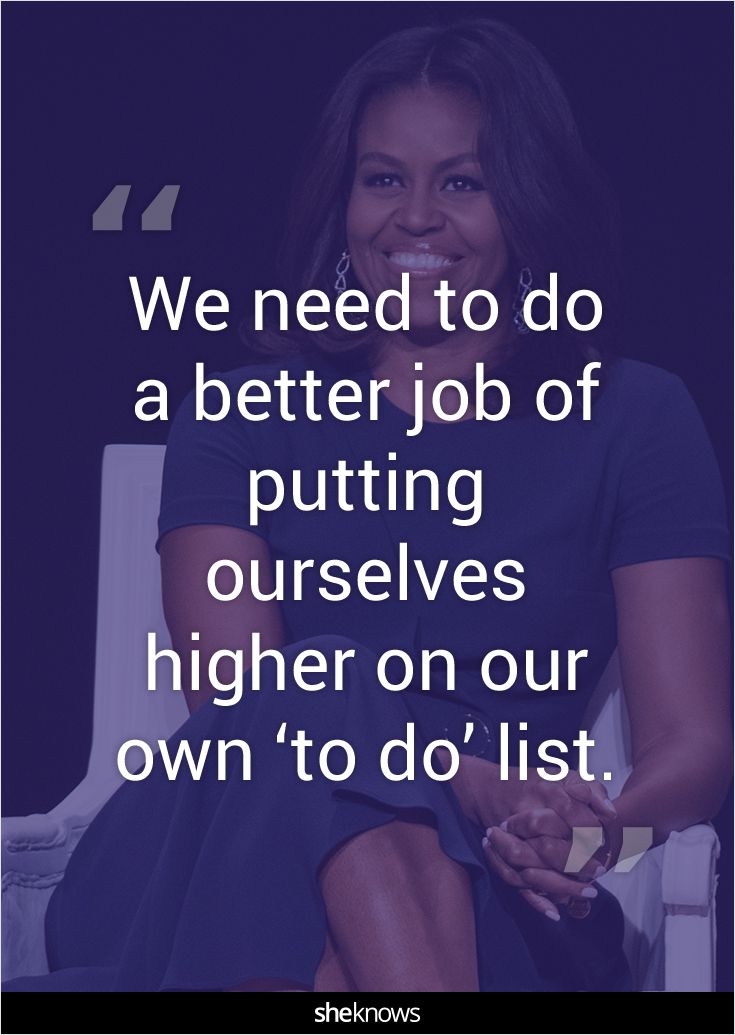 “
We need to do
a better job of
putting
ourselves
higher on our
own ‘to do’ list.
”
sheknows